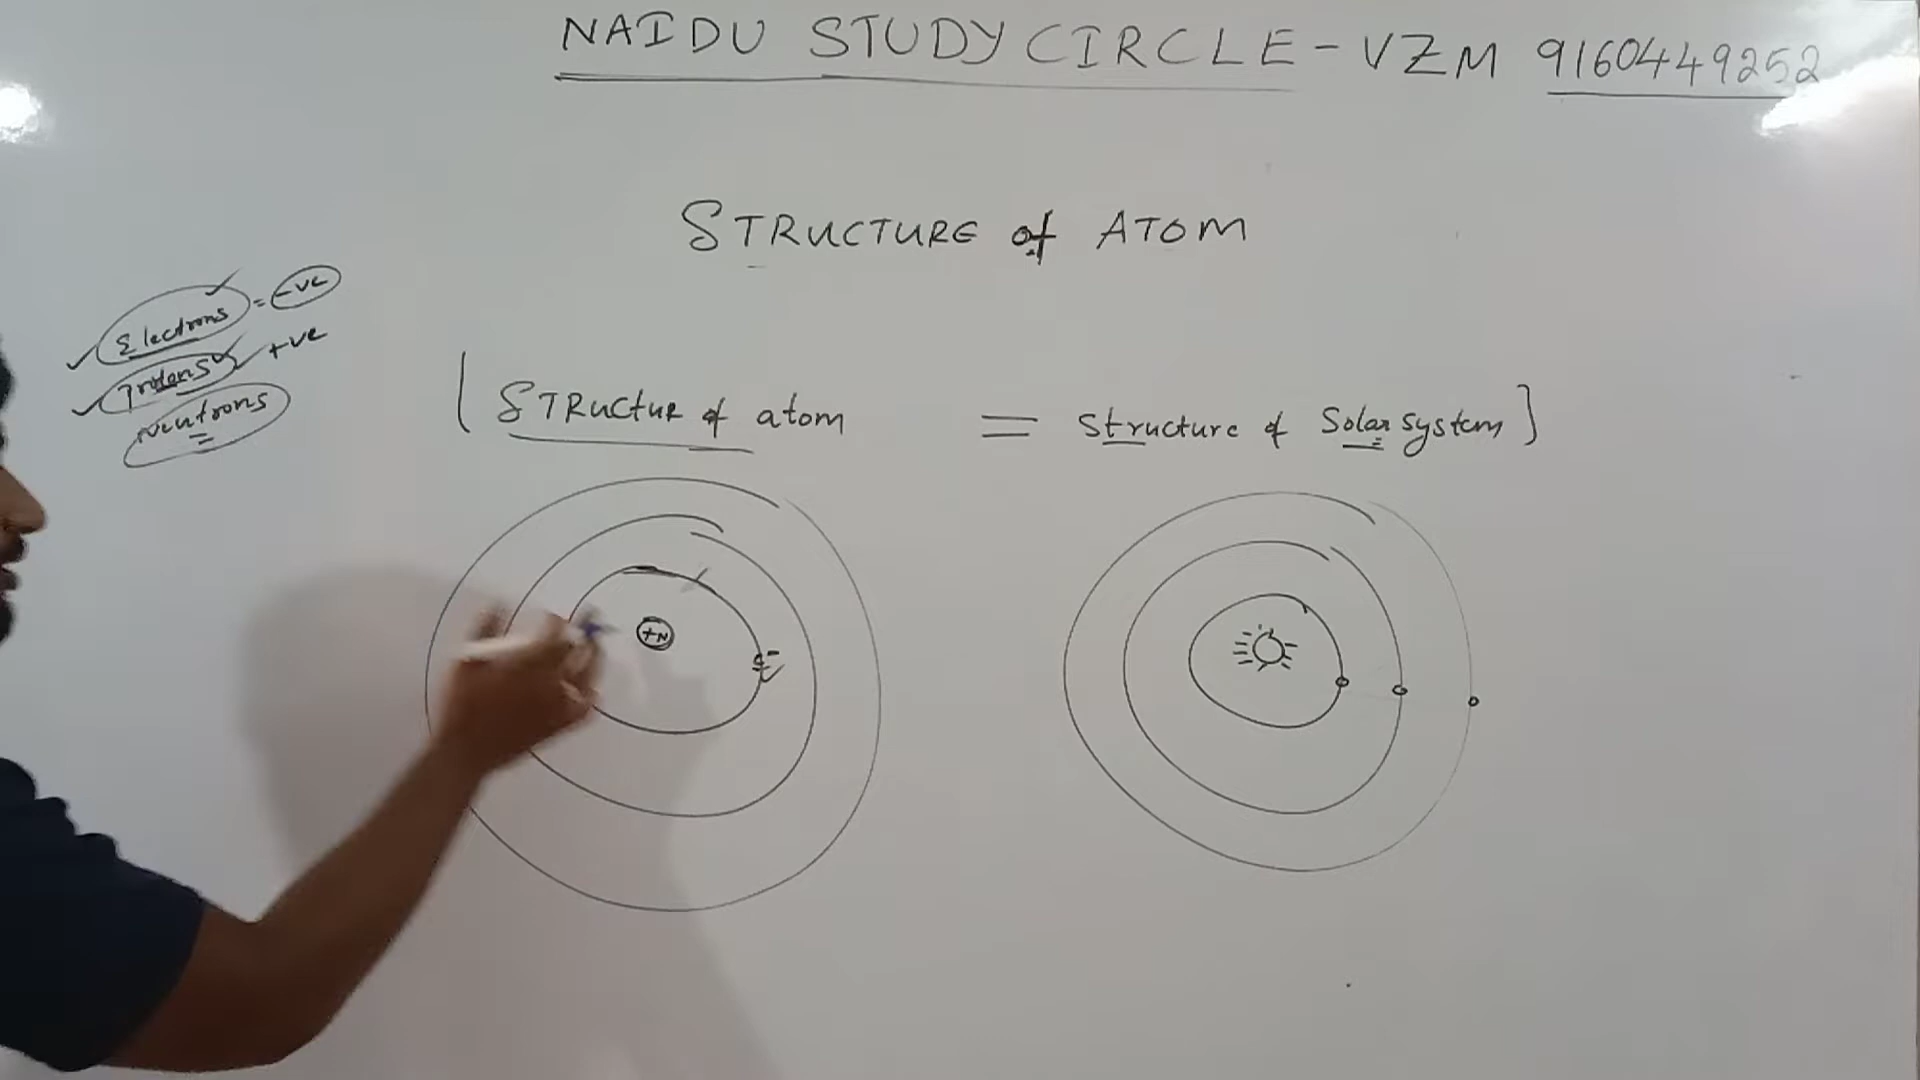 NAIDU STUDY CIRCLE - VZM 9160449252
STRUCTURE of ATOM
Electrons = -ve
Protons +ve
Neutrons
[ STRuctur of atom = Structure of Solar system ]
+N
e-